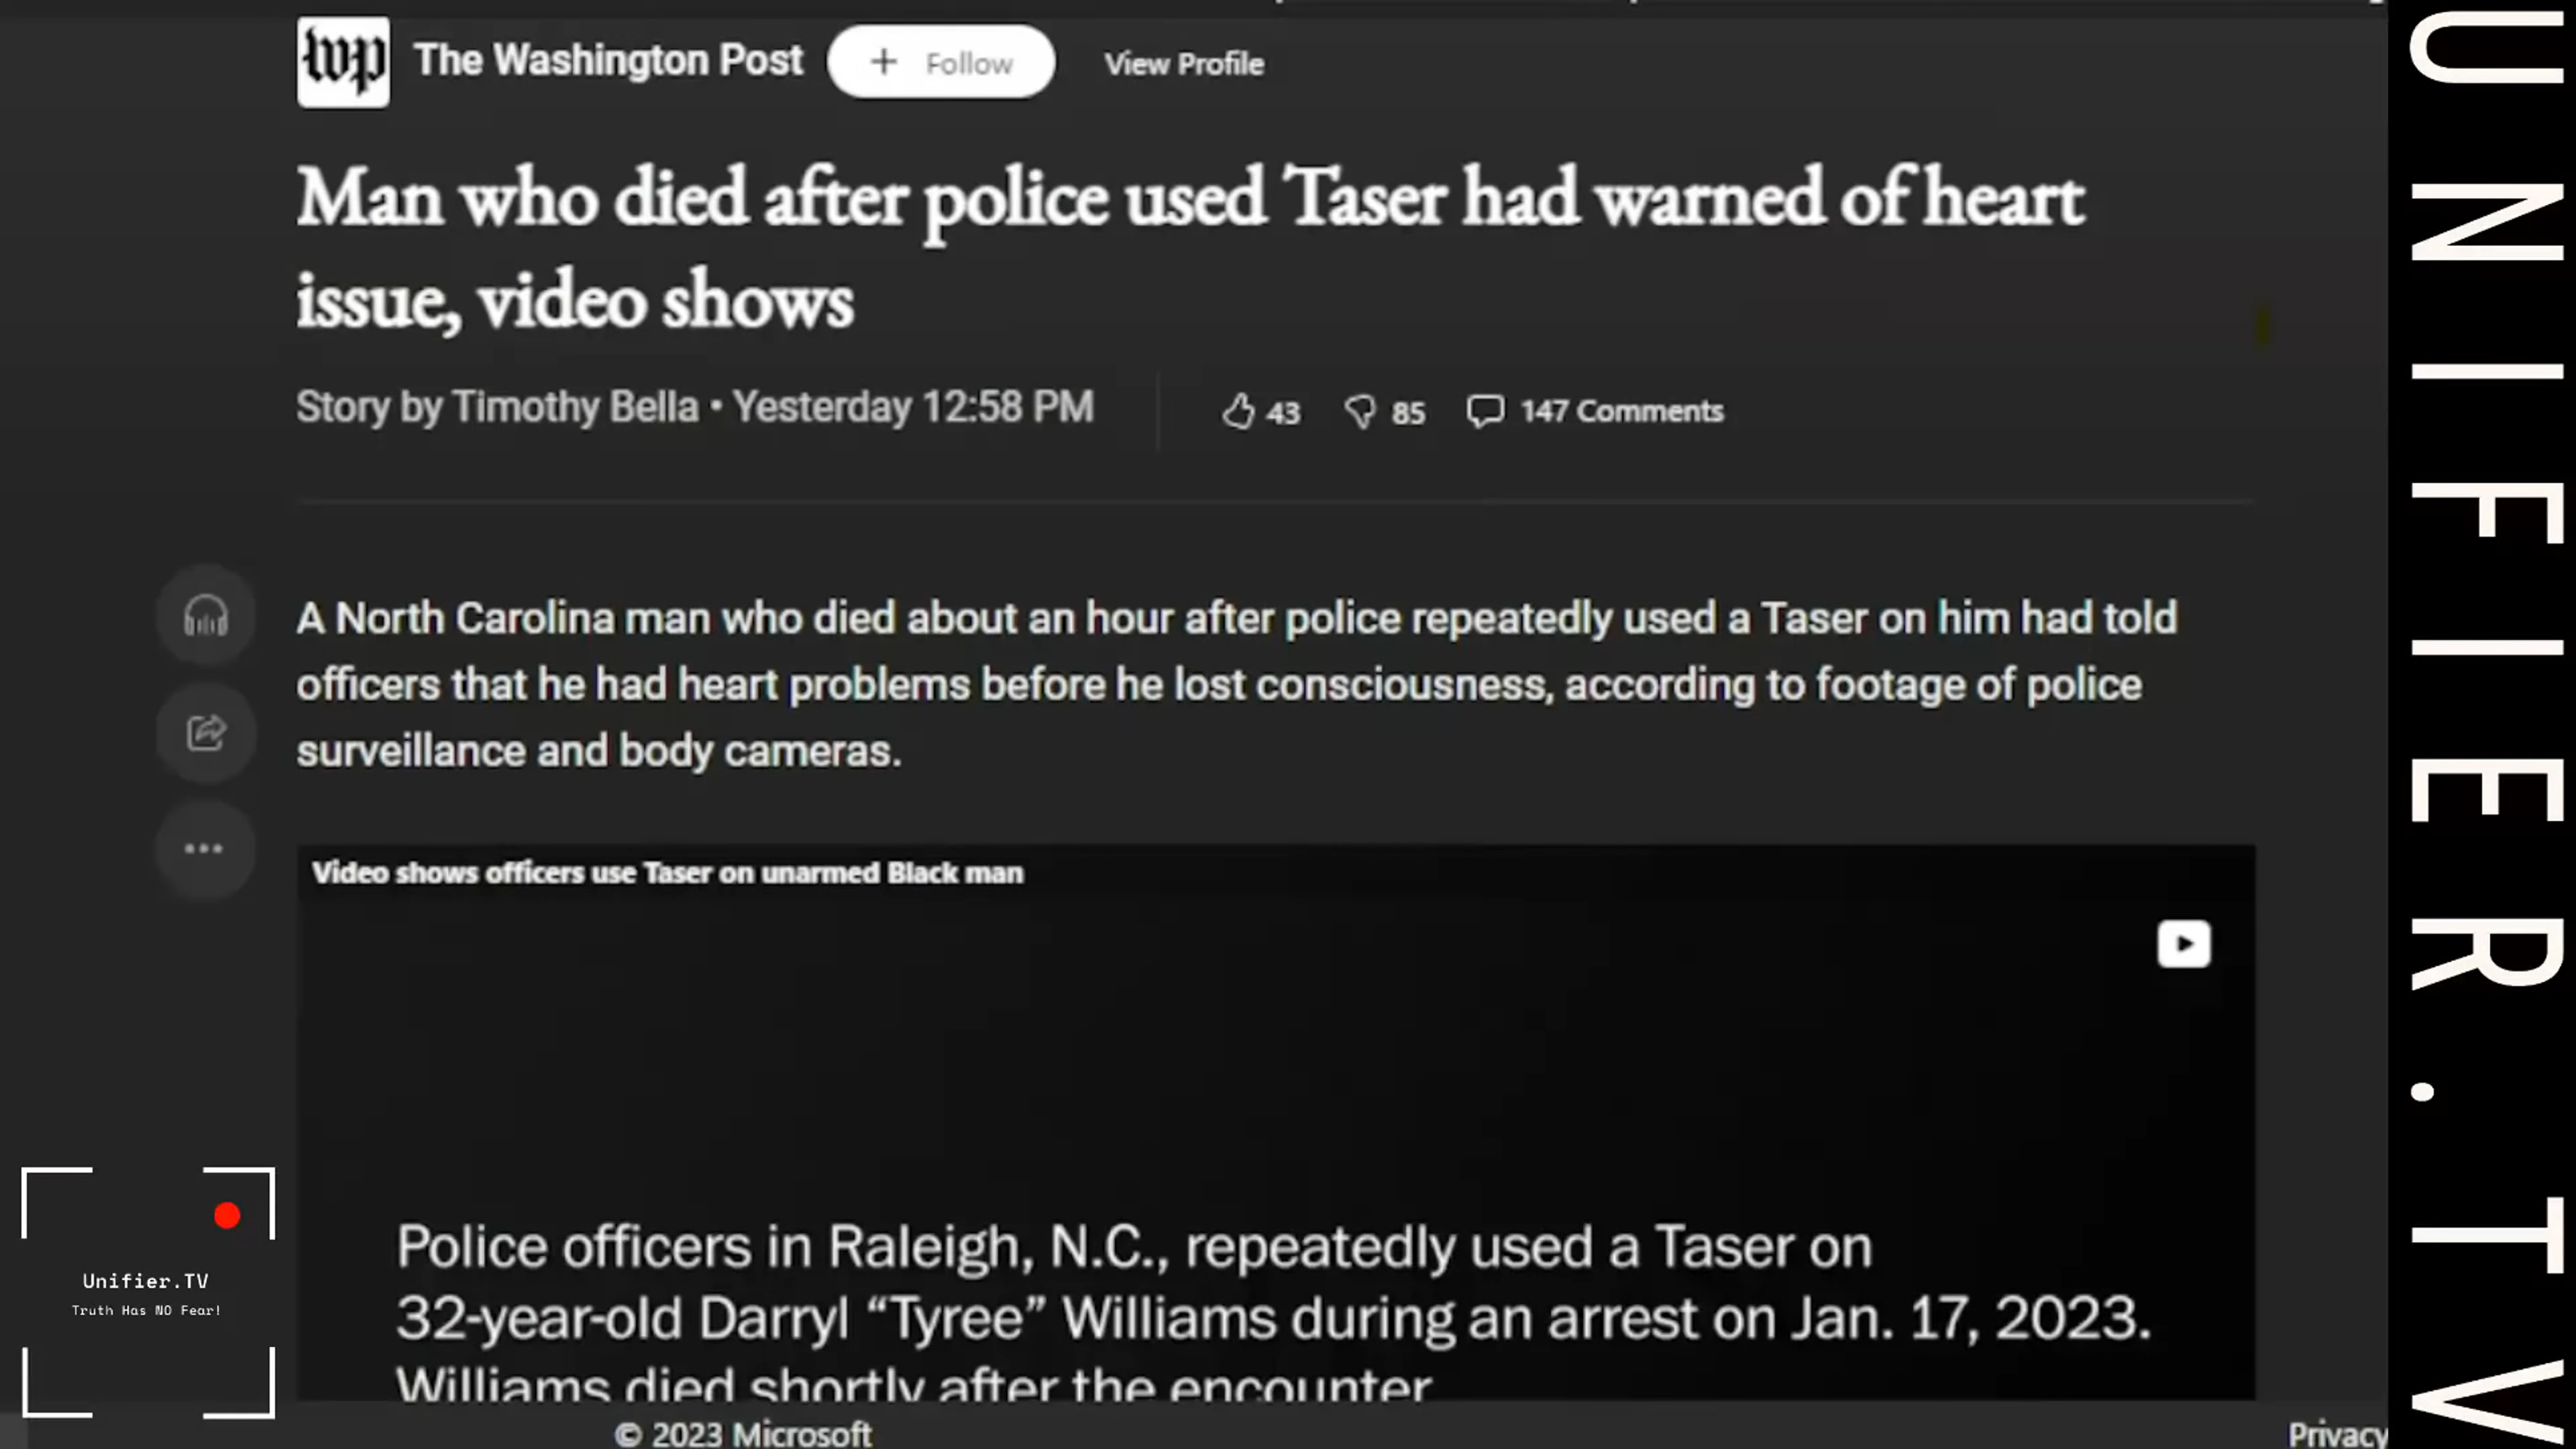 wp The Washington Post + Follow View Profile
Man who died after police used Taser had warned of heart
issue, video shows
Story by Timothy Bella • Yesterday 12:58 PM 43 85 147 Comments
A North Carolina man who died about an hour after police repeatedly used a Taser on him had told
officers that he had heart problems before he lost consciousness, according to footage of police
surveillance and body cameras.
Video shows officers use Taser on unarmed Black man
Police officers in Raleigh, N.C., repeatedly used a Taser on
32-year-old Darryl “Tyree” Williams during an arrest on Jan. 17, 2023.
Williams died shortly after the encounter
© 2023 Microsoft Privacy
Unifier.TV
Truth Has NO Fear!
UNIFIER.TV